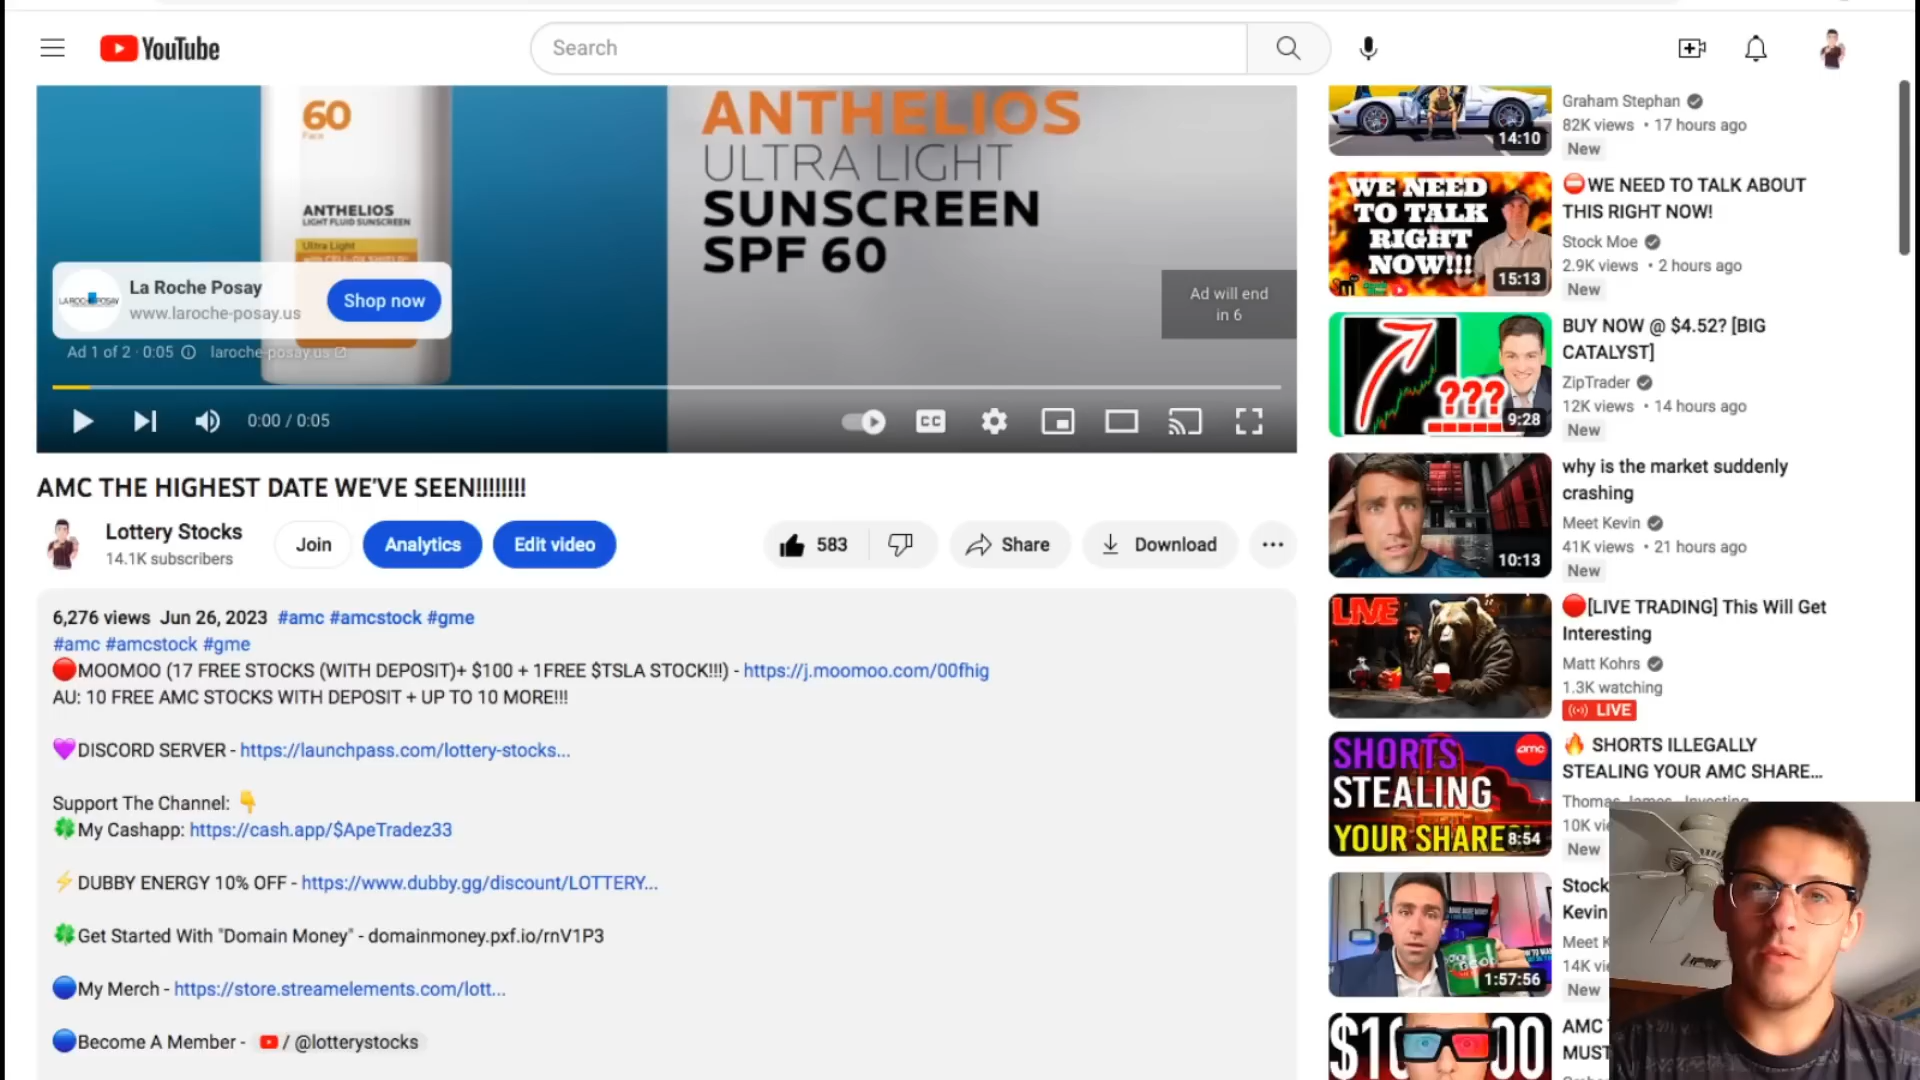 YouTube
Search
60
Face
ANTHELIOS
LIGHT FLUID SUNSCREEN
Ultra Light
ANTHELIOS
ULTRA LIGHT
SUNSCREEN
SPF 60
LA ROCHE POSAY
La Roche Posay
www.laroche-posay.us
Shop now
Ad will end
in 6
Ad 1 of 2 · 0:05
laroche-posay.us
0:00 / 0:05
CC
AMC THE HIGHEST DATE WE'VE SEEN!!!!!!!!
Lottery Stocks
14.1K subscribers
Join
Analytics
Edit video
583
Share
Download
6,276 views Jun 26, 2023 #amc #amcstock #gme
#amc #amcstock #gme
🔴MOOMOO (17 FREE STOCKS (WITH DEPOSIT)+ $100 + 1FREE $TSLA STOCK!!!) - https://j.moomoo.com/00fhig
AU: 10 FREE AMC STOCKS WITH DEPOSIT + UP TO 10 MORE!!!
💜DISCORD SERVER - https://launchpass.com/lottery-stocks...
Support The Channel: 👇
🍀My Cashapp: https://cash.app/$ApeTradez33
⚡DUBBY ENERGY 10% OFF - https://www.dubby.gg/discount/LOTTERY...
🍀Get Started With "Domain Money" - domainmoney.pxf.io/rnV1P3
🔵My Merch - https://store.streamelements.com/lott...
🔵Become A Member - / @lotterystocks
14:10
Graham Stephan
82K views • 17 hours ago
New
WE NEED
TO TALK
RIGHT
NOW!!!
15:13
⛔WE NEED TO TALK ABOUT
THIS RIGHT NOW!
Stock Moe
2.9K views • 2 hours ago
New
???
9:28
BUY NOW @ $4.52? [BIG
CATALYST]
ZipTrader
12K views • 14 hours ago
New
10:13
why is the market suddenly
crashing
Meet Kevin
41K views • 21 hours ago
New
LIVE
🔴[LIVE TRADING] This Will Get
Interesting
Matt Kohrs
1.3K watching
LIVE
SHORTS
STEALING
YOUR SHARE
amc
8:54
🔥 SHORTS ILLEGALLY
STEALING YOUR AMC SHARE...
Thomas James - Investing
10K
New
1:57:56
Stock
Kevin
Meet K
14K
New
AMC
MUST